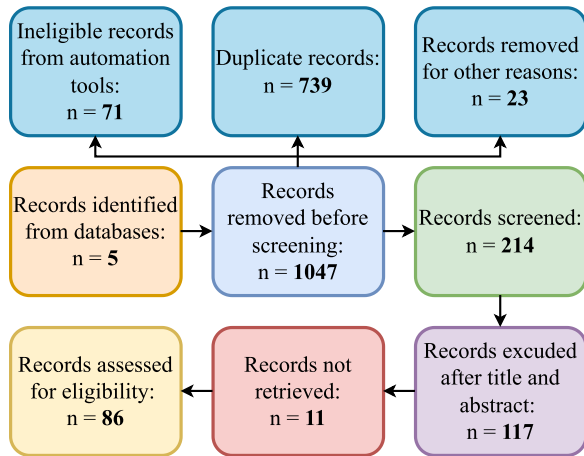 Ineligible records
from automation
tools:
n = 71
Duplicate records:
n = 739
Records removed
for other reasons:
n = 23
Records identified
from databases:
n = 5
Records
removed before
screening:
n = 1047
Records screened:
n = 214
Records assessed
for eligibility:
n = 86
Records not
retrieved:
n = 11
Records excuded
after title and
abstract:
n = 117